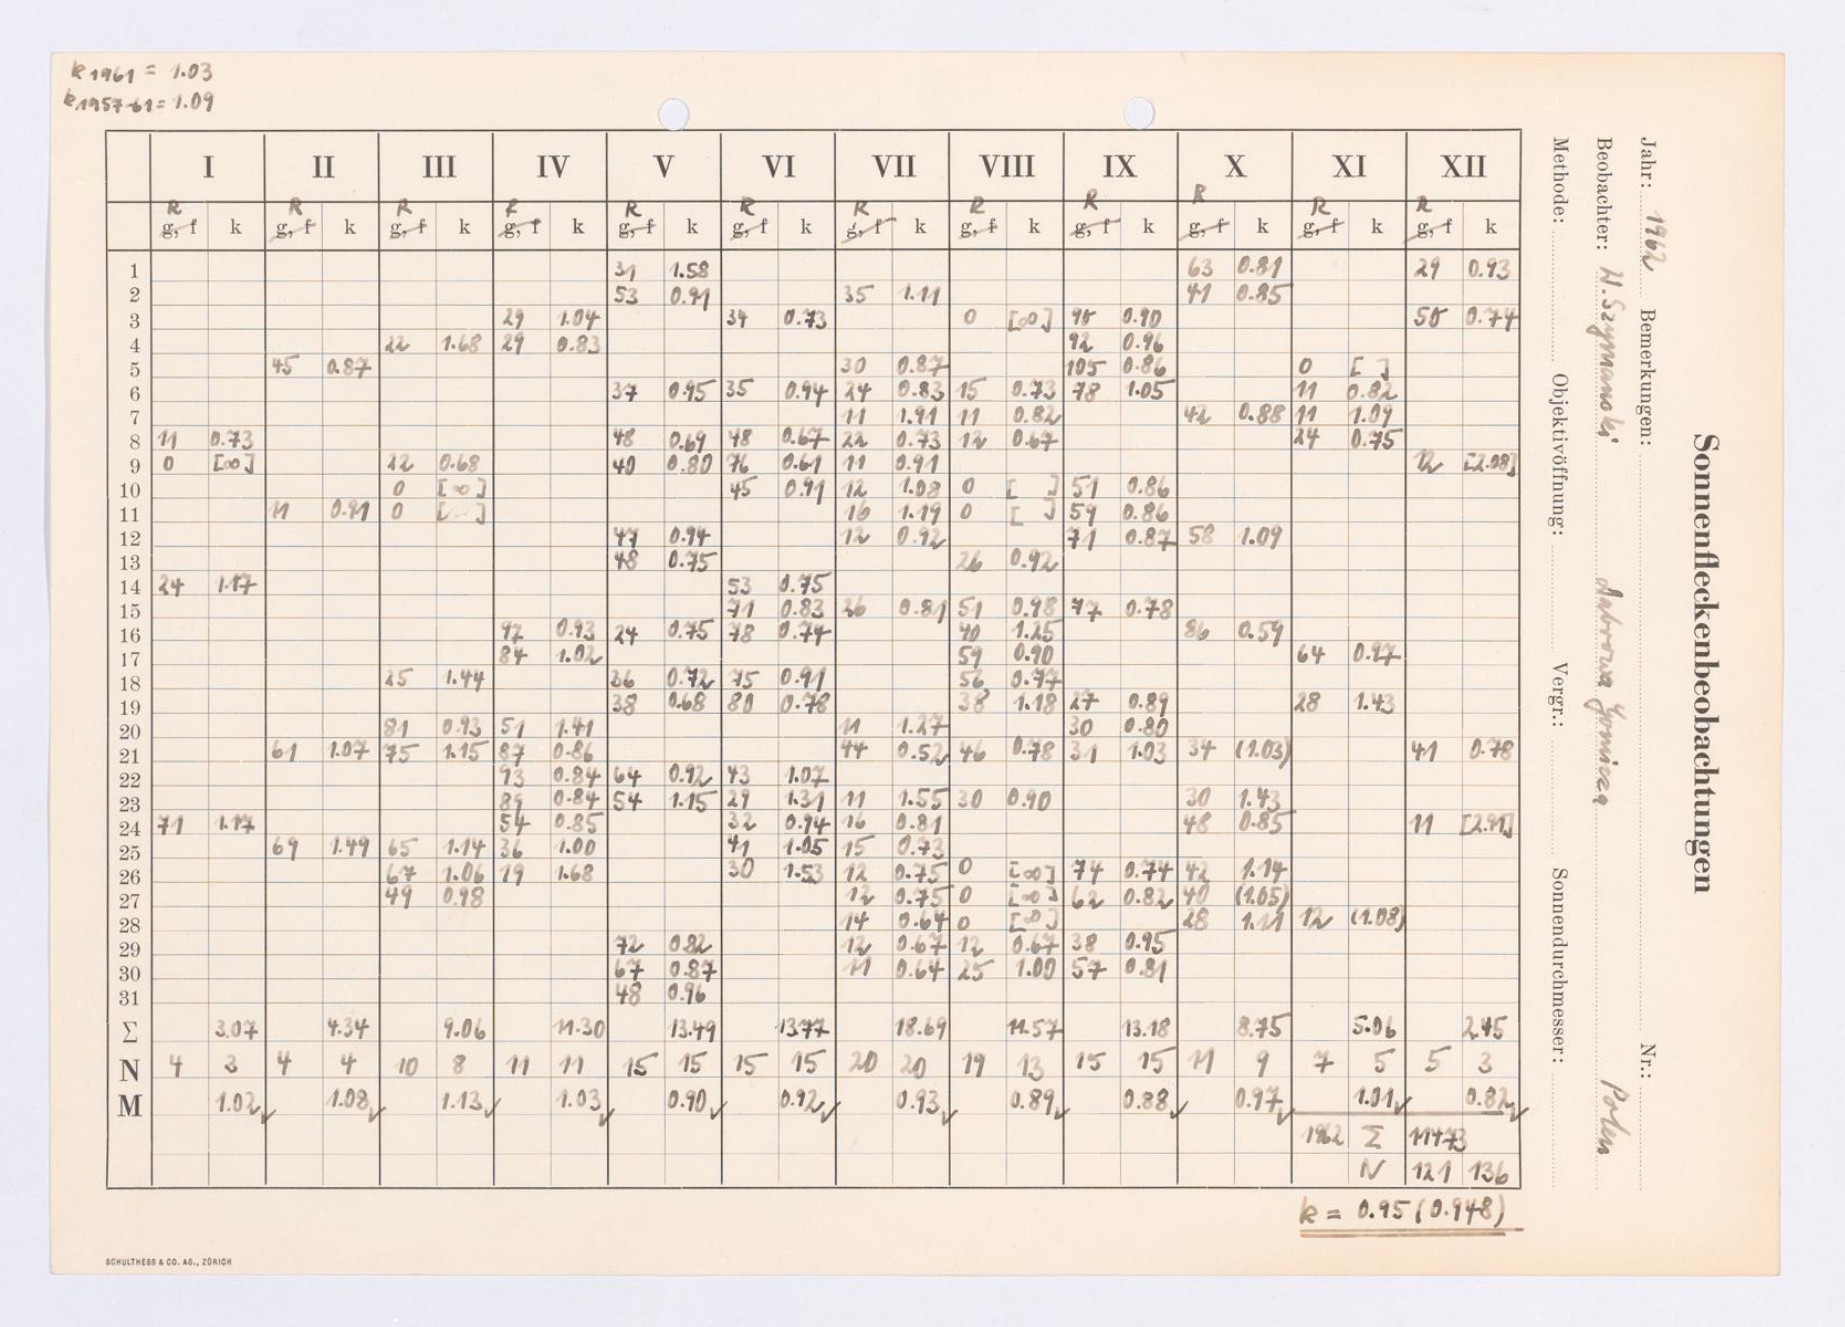 k 1961 = 1.03
k 1957-61 = 1.09
I II III IV V VI VII VIII IX X XI XII
R R R R R R R R R R R R
g, f k g, f k g, f k g, f k g, f k g, f k g, f k g, f k g, f k g, f k g, f k g, f k
1 31 1.58 63 0.81 29 0.93
2 53 0.91 35 1.11 41 0.85
3 29 1.04 34 0.73 0 [∞] 90 0.90 50 0.74
4 22 1.68 29 0.83 92 0.96
5 45 0.87 30 0.87 105 0.86 0 [ ]
6 37 0.95 35 0.94 24 0.83 15 0.73 78 1.05 11 0.82
7 11 1.91 11 0.82 42 0.88 11 1.09
8 11 0.73 48 0.69 48 0.67 22 0.73 12 0.67 24 0.75
9 0 [∞] 22 0.68 40 0.80 76 0.61 11 0.91 12 [2.08]
10 0 [∞] 45 0.91 12 1.08 0 [ ] 51 0.86
11 11 0.91 0 [ ] 16 1.19 0 [ ] 59 0.86
12 47 0.94 12 0.92 71 0.87 58 1.09
13 48 0.75 26 0.92
14 24 1.17 53 0.75
15 71 0.83 26 0.81 51 0.98 77 0.78
16 97 0.93 24 0.75 78 0.74 40 1.25 86 0.59
17 84 1.02 59 0.90 64 0.97
18 25 1.44 36 0.72 75 0.91 56 0.77
19 38 0.68 80 0.78 38 1.18 27 0.89 28 1.43
20 81 0.93 51 1.41 11 1.27 30 0.80
21 61 1.07 75 1.15 87 0.86 44 0.52 46 0.78 31 1.03 34 (1.03) 41 0.78
22 93 0.84 64 0.92 43 1.07
23 89 0.84 54 1.15 29 1.31 11 1.55 30 0.90 30 1.43
24 71 1.17 54 0.85 32 0.94 16 0.81 48 0.85 11 [2.91]
25 69 1.49 65 1.14 36 1.00 41 1.05 15 0.73
26 67 1.06 19 1.68 30 1.53 12 0.75 0 [∞] 74 0.74 42 1.14
27 49 0.98 12 0.75 0 [∞] 62 0.82 40 (1.05)
28 14 0.64 0 [∞] 28 1.11 12 (1.08)
29 72 0.82 12 0.67 12 0.67 38 0.95
30 67 0.87 11 0.64 25 1.00 57 0.81
31 48 0.96
Σ 3.07 4.34 9.06 11.30 13.49 13.77 18.69 11.57 13.18 8.75 5.06 2.45
N 4 3 4 4 10 8 11 11 15 15 15 15 20 20 19 13 15 15 11 9 7 5 5 3
M 1.02✓ 1.08✓ 1.13✓ 1.03✓ 0.90✓ 0.92✓ 0.93✓ 0.89✓ 0.88✓ 0.97✓ 1.01✓ 0.82✓
1962 Σ 114.73
N 121 136
k = 0.95 (0.948)
SCHULTHESS & CO. AG., ZÜRICH
Sonnenfleckenbeobachtungen
Jahr: 1962 Bemerkungen: Nr.:
Beobachter: W. Szymanski Dabrowa Gornicza Polen
Methode: Objektivöffnung: Vergr.: Sonnendurchmesser: